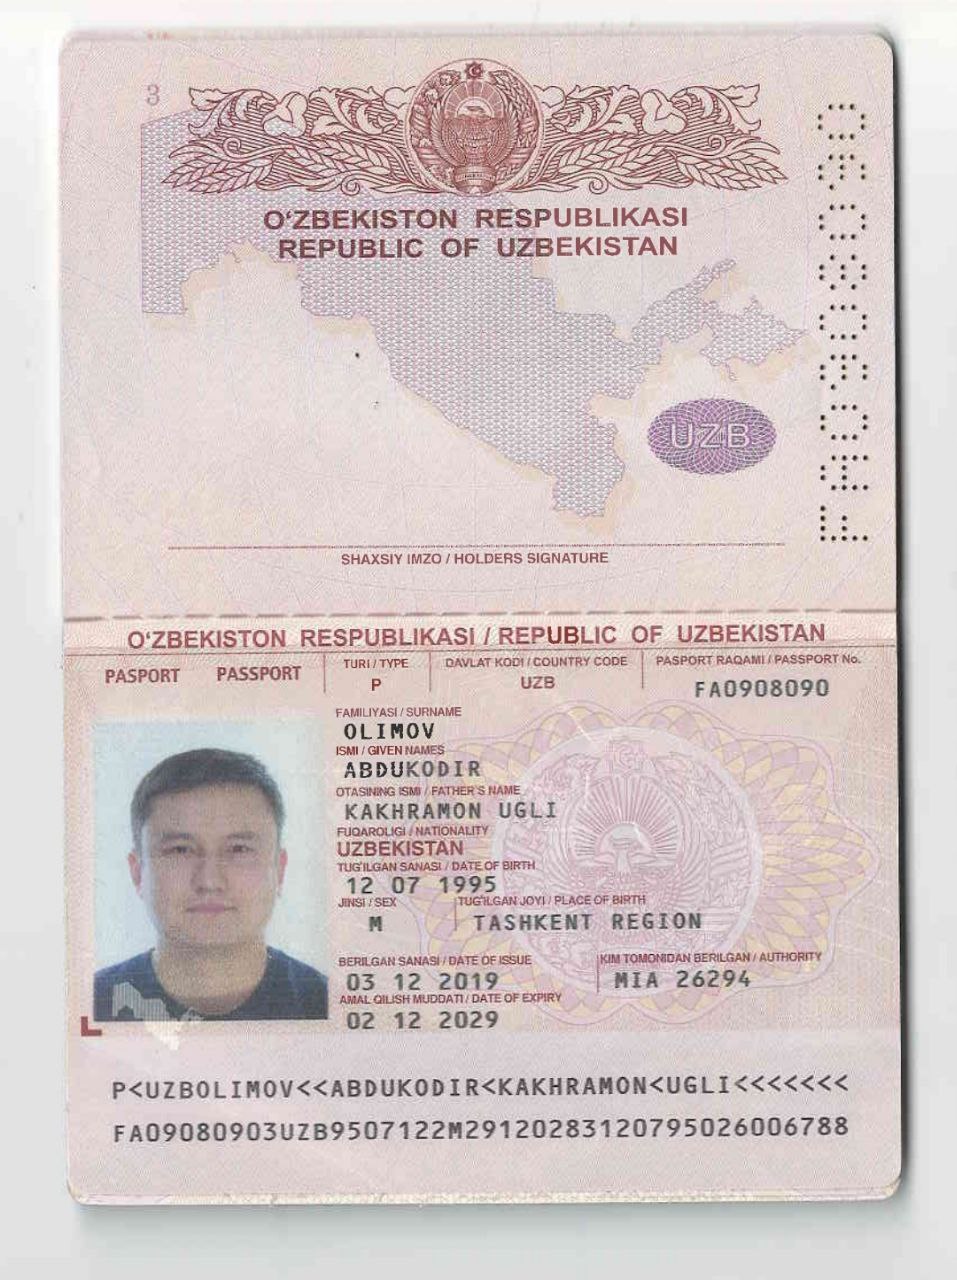 3
O‘ZBEKISTON RESPUBLIKASI
REPUBLIC OF UZBEKISTAN
UZB
FA0908090
SHAXSIY IMZO / HOLDERS SIGNATURE
O‘ZBEKISTON RESPUBLIKASI / REPUBLIC OF UZBEKISTAN
PASPORT PASSPORT TURI / TYPE DAVLAT KODI / COUNTRY CODE PASPORT RAQAMI / PASSPORT No.
P UZB FA0908090
FAMILIYASI / SURNAME
OLIMOV
ISMI / GIVEN NAMES
ABDUKODIR
OTASINING ISMI / FATHER'S NAME
KAKHRAMON UGLI
FUQAROLIGI / NATIONALITY
UZBEKISTAN
TUG'ILGAN SANASI / DATE OF BIRTH
12 07 1995
JINSI / SEX TUG'ILGAN JOYI / PLACE OF BIRTH
M TASHKENT REGION
BERILGAN SANASI / DATE OF ISSUE KIM TOMONIDAN BERILGAN / AUTHORITY
03 12 2019 MIA 26294
AMAL QILISH MUDDATI / DATE OF EXPIRY
02 12 2029
P<UZBOLIMOV<<ABDUKODIR<KAKHRAMON<UGLI<<<<<<<
FA09080903UZB9507122M29120283120795026006788